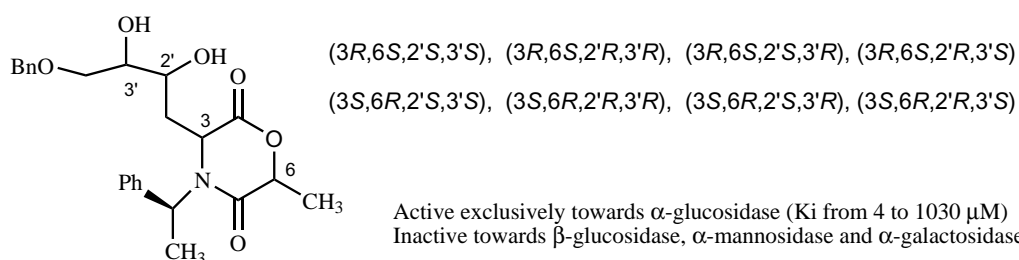 OH
OH
2'
BnO
3'
O
3
O
6
Ph
N
CH3
O
CH3
(3R,6S,2'S,3'S), (3R,6S,2'R,3'R), (3R,6S,2'S,3'R), (3R,6S,2'R,3'S)
(3S,6R,2'S,3'S), (3S,6R,2'R,3'R), (3S,6R,2'S,3'R), (3S,6R,2'R,3'S)
Active exclusively towards α-glucosidase (Ki from 4 to 1030 μM)
Inactive towards β-glucosidase, α-mannosidase and α-galactosidase